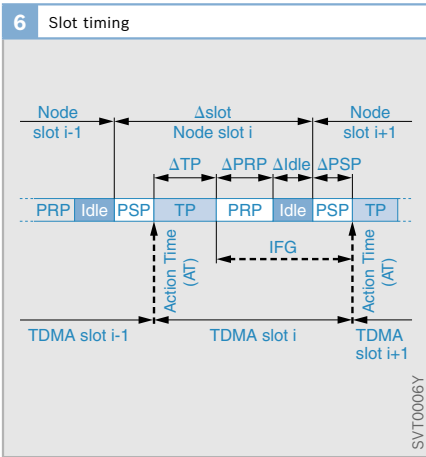 6 Slot timing
Node slot i-1
Δslot
Node slot i
Node slot i+1
ΔTP ΔPRP ΔIdle ΔPSP
PRP Idle PSP TP PRP Idle PSP TP
IFG
Action Time (AT)
Action Time (AT)
TDMA slot i-1
TDMA slot i
TDMA slot i+1
SVT0006Y